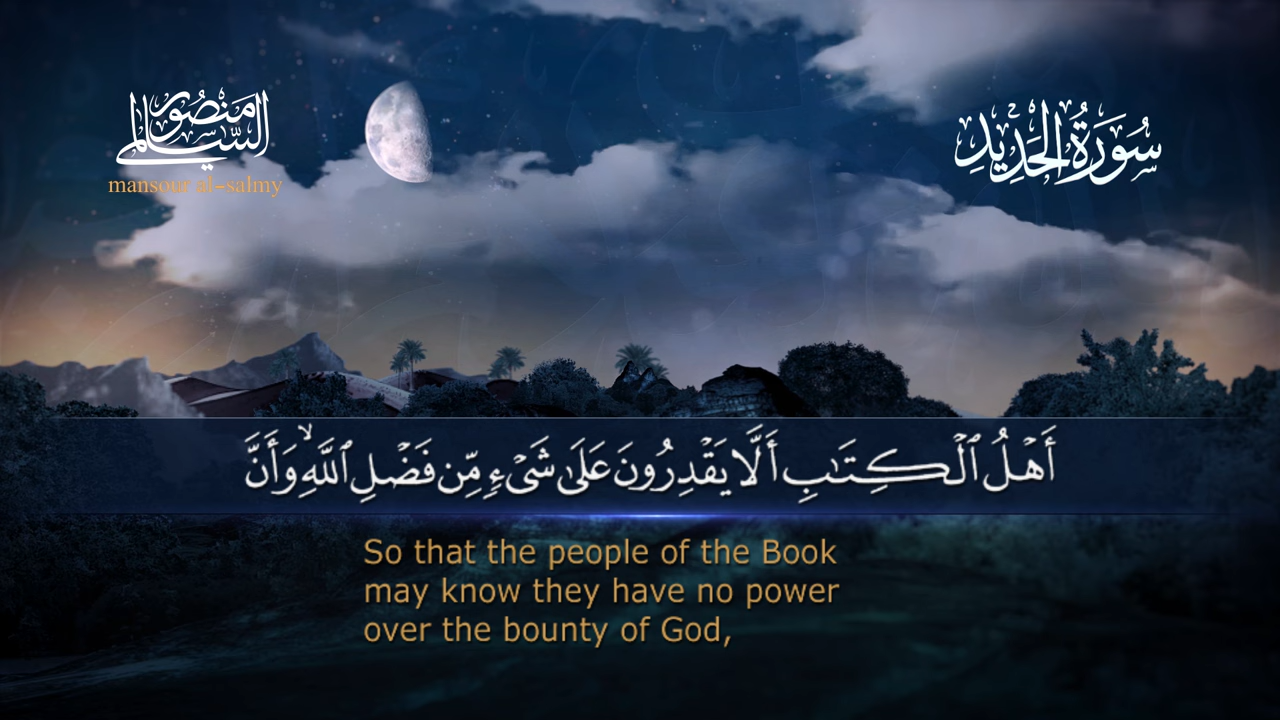 منصور السالمي
mansour al-salmy
سُورَةُ الْحَدِيدِ
أَهْلُ ٱلْكِتَـٰبِ أَلَّا يَقْدِرُونَ عَلَىٰ شَىْءٍ مِّن فَضْلِ ٱللَّهِ ۙ وَأَنَّ
So that the people of the Book
may know they have no power
over the bounty of God,